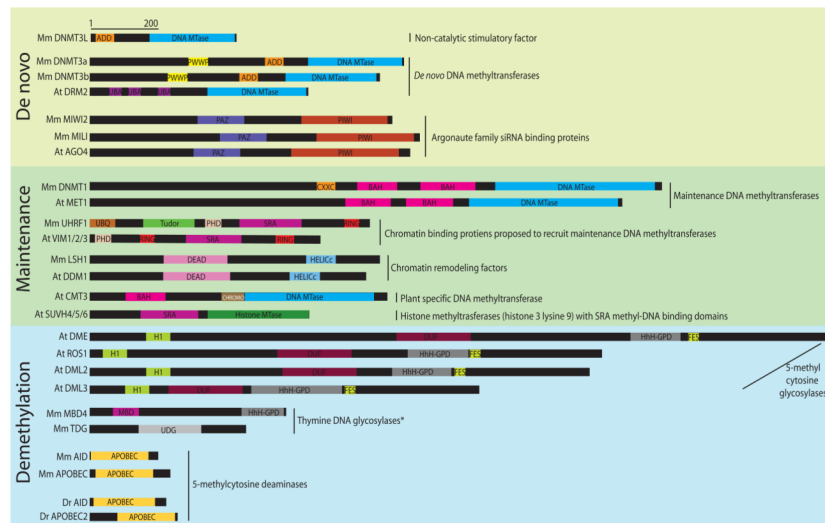 1 200
De novo
Mm DNMT3L ADD DNA MTase Non-catalytic stimulatory factor
Mm DNMT3a PWWP ADD DNA MTase
Mm DNMT3b PWWP ADD DNA MTase De novo DNA methyltransferases
At DRM2 UBA UBA UBA DNA MTase
Mm MIWI2 PAZ PIWI
Mm MILI PAZ PIWI Argonaute family siRNA binding proteins
At AGO4 PAZ PIWI
Maintenance
Mm DNMT1 CXXC BAH BAH DNA MTase
At MET1 BAH BAH DNA MTase Maintenance DNA methyltransferases
Mm UHRF1 UBQ Tudor PHD SRA RING
At VIM1/2/3 PHD RING SRA RING Chromatin binding protiens proposed to recruit maintenance DNA methyltransferases
Mm LSH1 DEAD HELICc
At DDM1 DEAD HELICc Chromatin remodeling factors
At CMT3 BAH CHROMO DNA MTase Plant specific DNA methyltransferase
At SUVH4/5/6 SRA Histone MTase Histone methyltrasferases (histone 3 lysine 9) with SRA methyl-DNA binding domains
Demethylation
At DME H1 DUF HhH-GPD FES
At ROS1 H1 DUF HhH-GPD FES
At DML2 H1 DUF HhH-GPD FES
At DML3 H1 DUF HhH-GPD FES
5-methyl
cytosine
glycosylases
Mm MBD4 MBD HhH-GPD
Mm TDG UDG Thymine DNA glycosylases*
Mm AID APOBEC
Mm APOBEC APOBEC
5-methylcytosine deaminases
Dr AID APOBEC
Dr APOBEC2 APOBEC